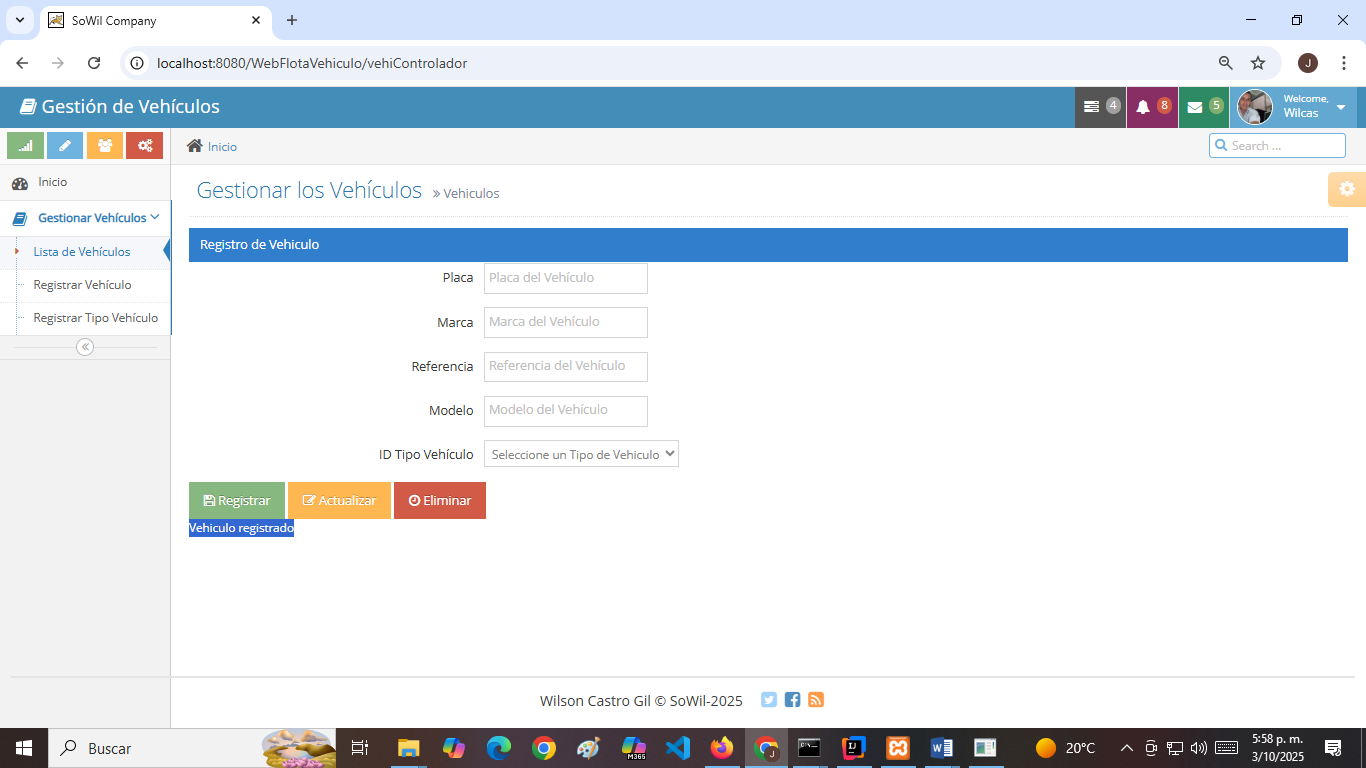 SoWil Company
localhost:8080/WebFlotaVehiculo/vehiControlador
J
Gestión de Vehículos
4
8
5
Welcome,
Wilcas
Inicio
Search ...
Inicio
Gestionar Vehículos
Lista de Vehículos
Registrar Vehículo
Registrar Tipo Vehículo
Gestionar los Vehículos » Vehiculos
Registro de Vehiculo
Placa Placa del Vehículo
Marca Marca del Vehículo
Referencia Referencia del Vehículo
Modelo Modelo del Vehículo
ID Tipo Vehículo Seleccione un Tipo de Vehiculo
Registrar Actualizar Eliminar
Vehiculo registrado
Wilson Castro Gil © SoWil-2025
Buscar
M365
J
20°C
5:58 p. m.
3/10/2025